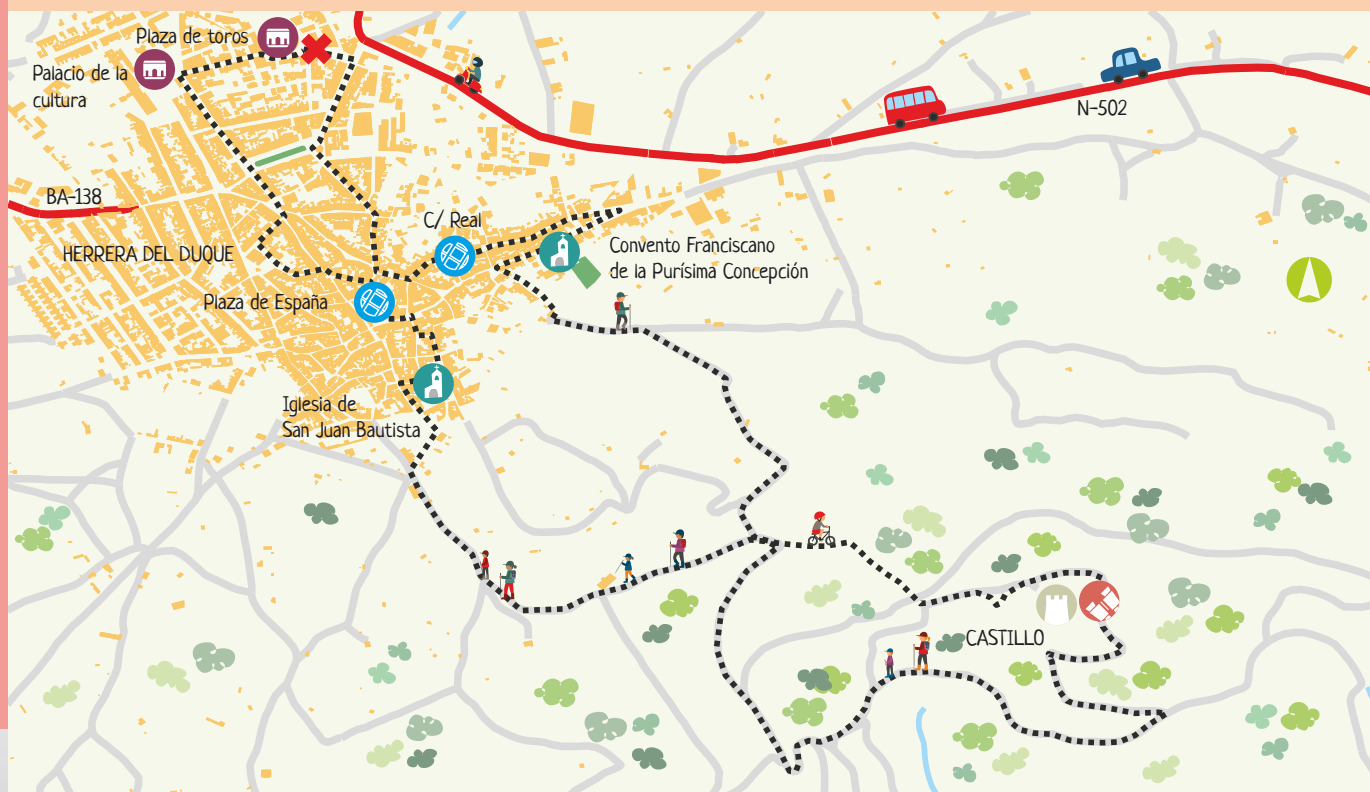 Plaza de toros
Palacio de la
cultura
N-502
BA-138
C/ Real
HERRERA DEL DUQUE
Convento Franciscano
de la Purísima Concepción
Plaza de España
Iglesia de
San Juan Bautista
CASTILLO